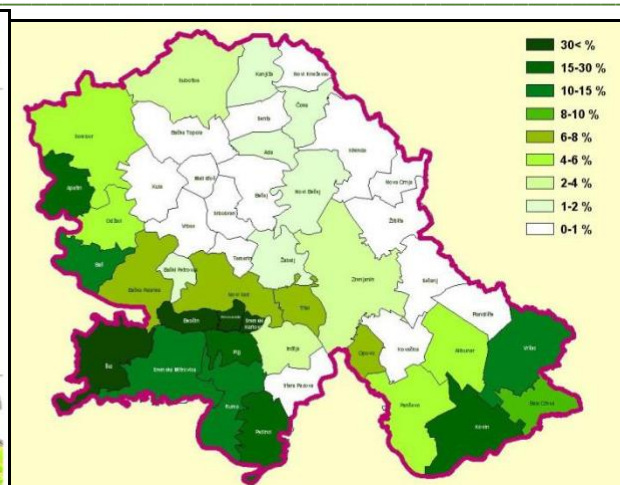 30< %
15-30 %
10-15 %
8-10 %
6-8 %
4-6 %
2-4 %
1-2 %
0-1 %
Subotica
Kanjiža
Novi Kneževac
Senta
Čoka
Bačka Topola
Ada
Sombor
Kikinda
Mali Iđoš
Nova Crnja
Apatin
Kula
Bečej
Novi Bečej
Odžaci
Vrbas
Srbobran
Žitište
Temerin
Žabalj
Bač
Bački Petrovac
Zrenjanin
Sečanj
Bačka Palanka
Novi Sad
Titel
Plandište
Beočin
Šid
Irig
Inđija
Opovo
Kovačica
Alibunar
Vršac
Sremska Mitrovica
Stara Pazova
Ruma
Pećinci
Pančevo
Bela Crkva
Kovin